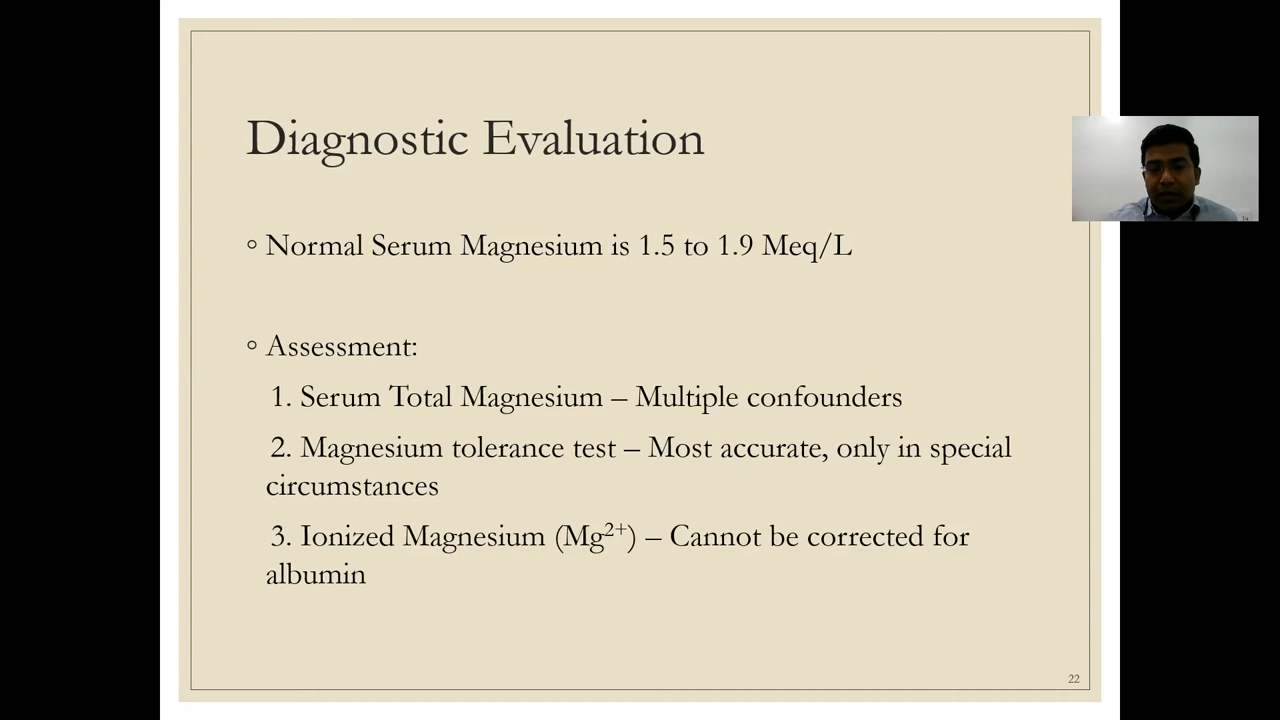 Diagnostic Evaluation
◦ Normal Serum Magnesium is 1.5 to 1.9 Meq/L
◦ Assessment:
1. Serum Total Magnesium – Multiple confounders
2. Magnesium tolerance test – Most accurate, only in special
circumstances
3. Ionized Magnesium (Mg²⁺) – Cannot be corrected for
albumin
22